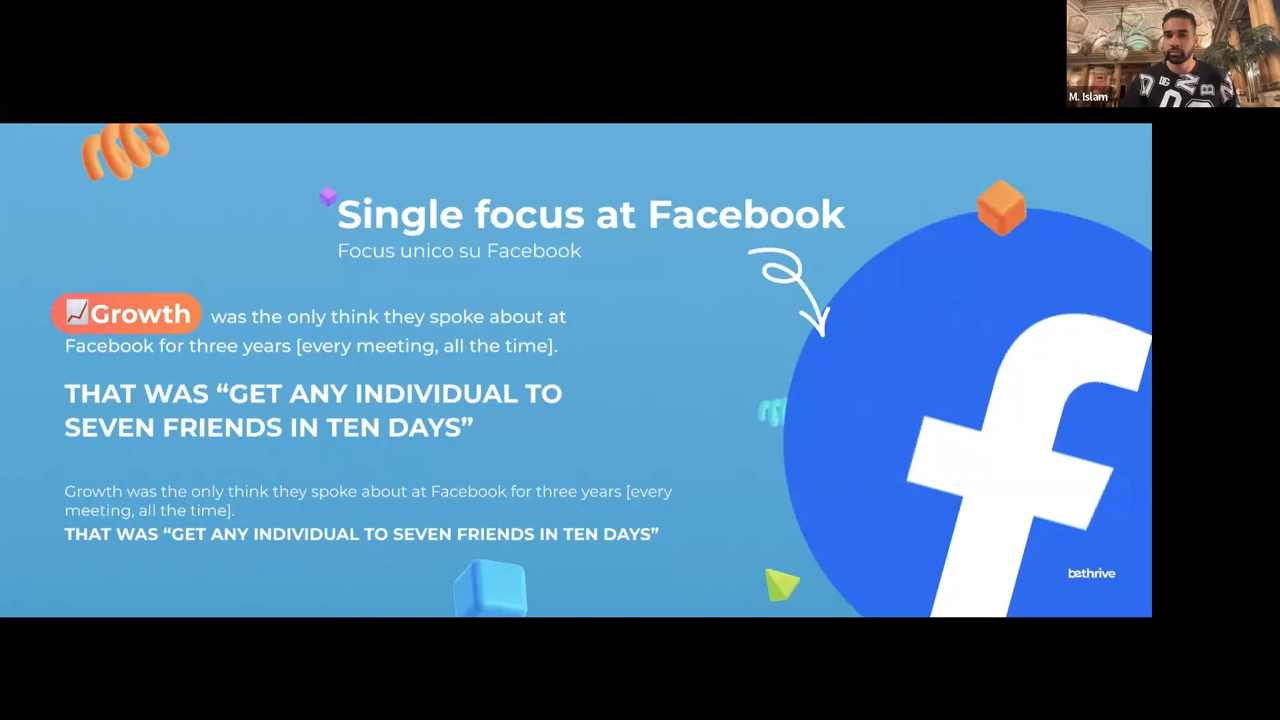 M. Islam
Single focus at Facebook
Focus unico su Facebook
📈Growth was the only think they spoke about at
Facebook for three years [every meeting, all the time].
THAT WAS “GET ANY INDIVIDUAL TO
SEVEN FRIENDS IN TEN DAYS”
Growth was the only think they spoke about at Facebook for three years [every
meeting, all the time].
THAT WAS “GET ANY INDIVIDUAL TO SEVEN FRIENDS IN TEN DAYS”
bethrive